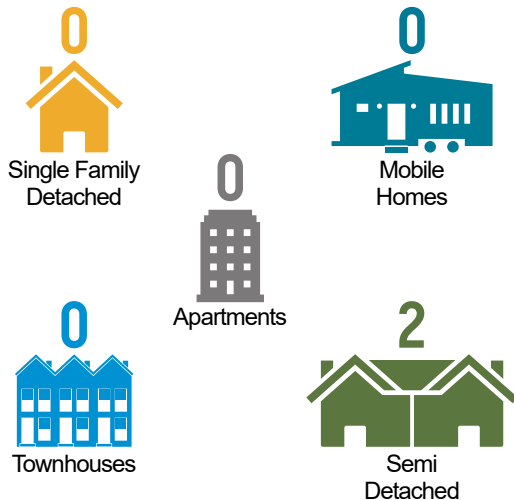 0
Single Family
Detached
0
Mobile
Homes
0
Apartments
0
Townhouses
2
Semi
Detached